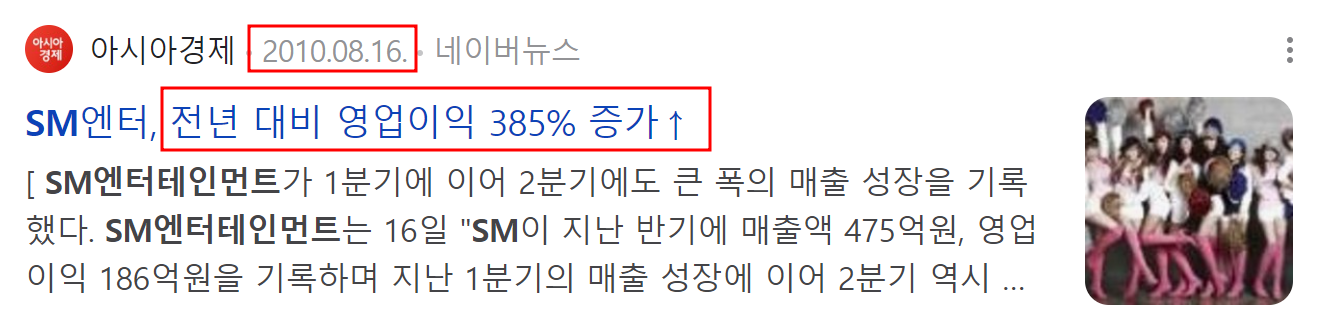 아시아
경제
아시아경제 · 2010.08.16. · 네이버뉴스
SM엔터, 전년 대비 영업이익 385% 증가↑
[ SM엔터테인먼트가 1분기에 이어 2분기에도 큰 폭의 매출 성장을 기록
했다. SM엔터테인먼트는 16일 "SM이 지난 반기에 매출액 475억원, 영업
이익 186억원을 기록하며 지난 1분기의 매출 성장에 이어 2분기 역시 ...